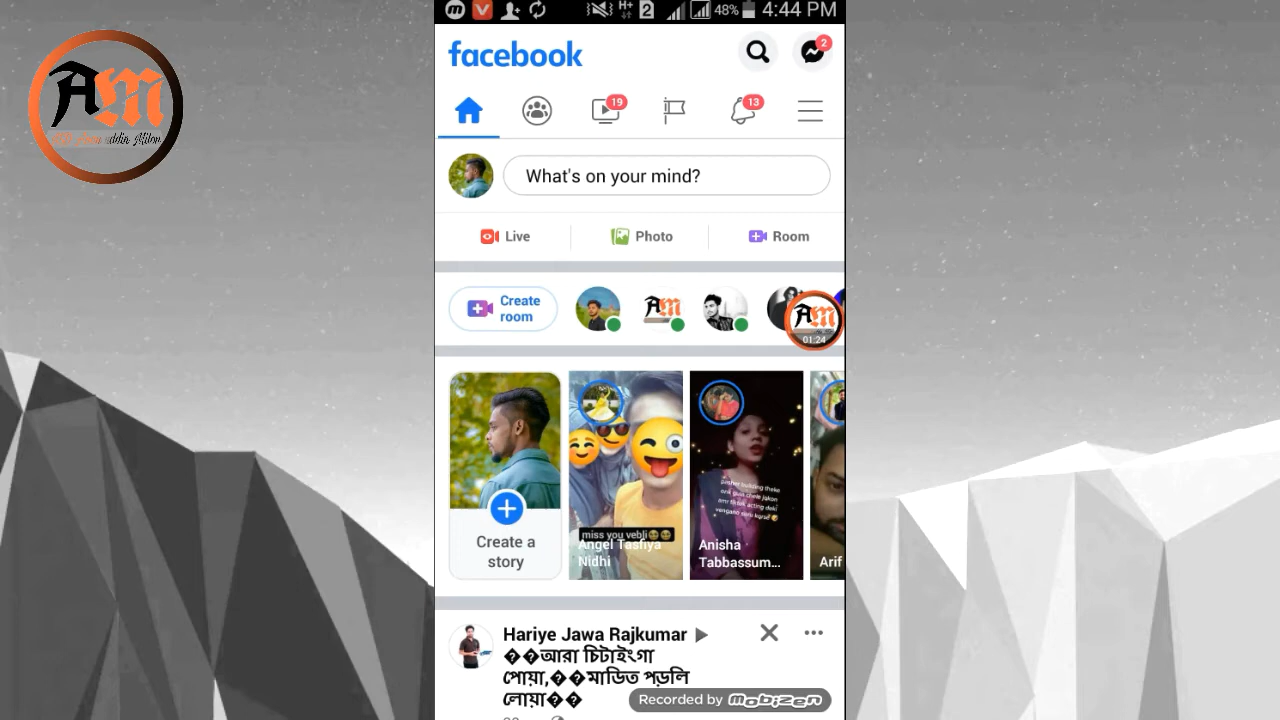 48% 4:44 PM
facebook
2
19
13
What's on your mind?
Live Photo Room
Create
room
AM
01:24
miss you vebli
Angel Tasfiya
Nidhi
Anisha
Tabbassum...
Arif
Create a
story
Hariye Jawa Rajkumar
��আরা চিটাইংগা
পোয়া,��মাডিত পড়লি
লোয়া��
Recorded by mobizen